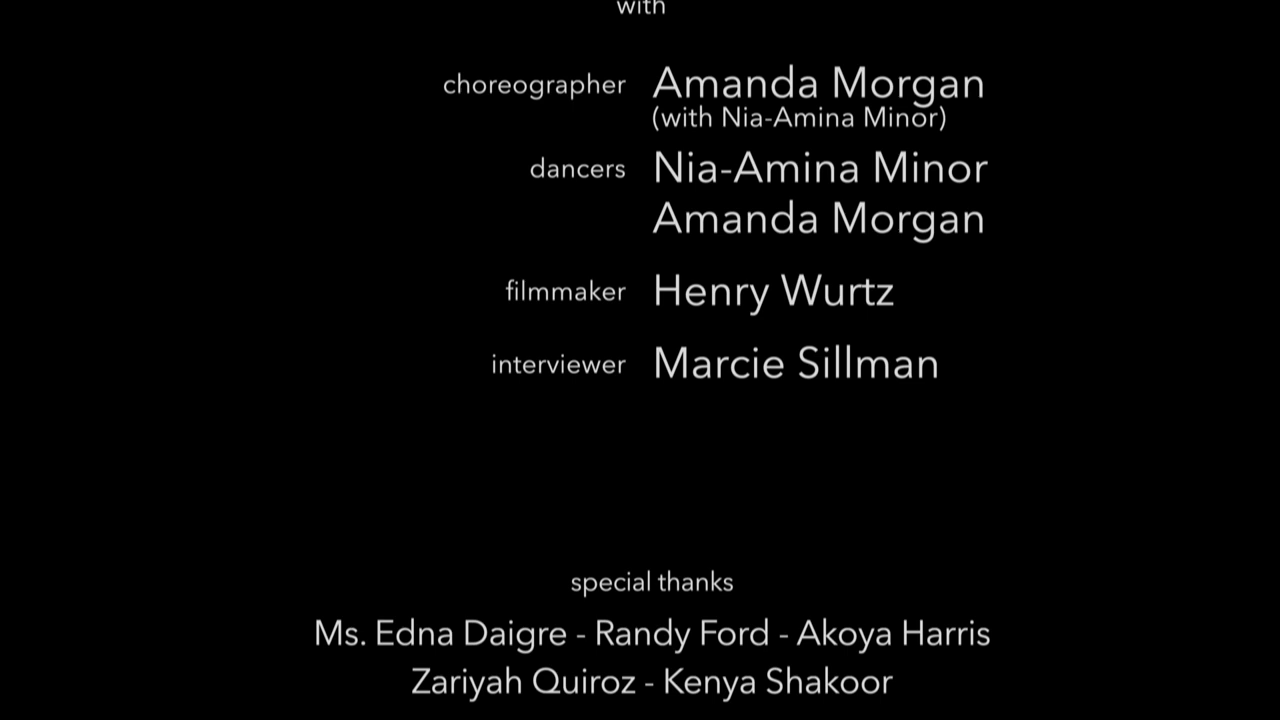 with
choreographer Amanda Morgan
(with Nia-Amina Minor)
dancers Nia-Amina Minor
Amanda Morgan
filmmaker Henry Wurtz
interviewer Marcie Sillman
special thanks
Ms. Edna Daigre - Randy Ford - Akoya Harris
Zariyah Quiroz - Kenya Shakoor